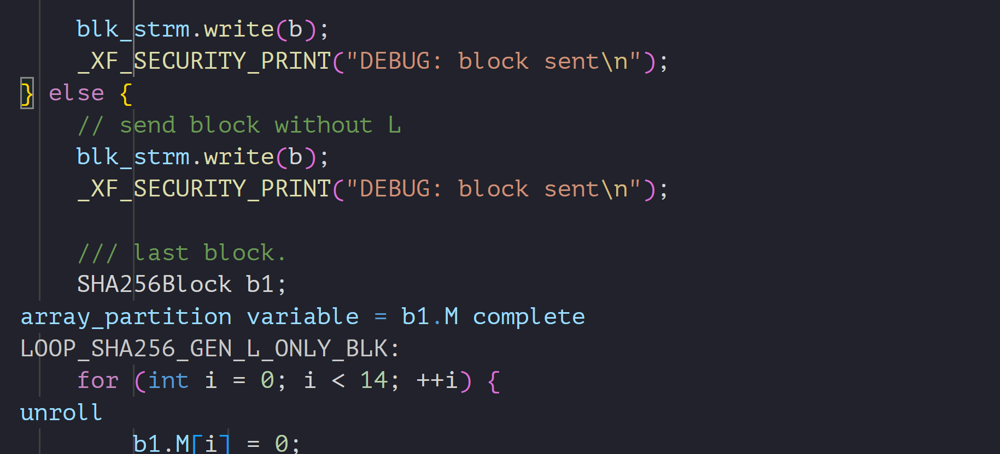 blk_strm.write(b);
_XF_SECURITY_PRINT("DEBUG: block sent\n");
} else {
// send block without L
blk_strm.write(b);
_XF_SECURITY_PRINT("DEBUG: block sent\n");
/// last block.
SHA256Block b1;
array_partition variable = b1.M complete
LOOP_SHA256_GEN_L_ONLY_BLK:
for (int i = 0; i < 14; ++i) {
unroll
b1.M[i] = 0;